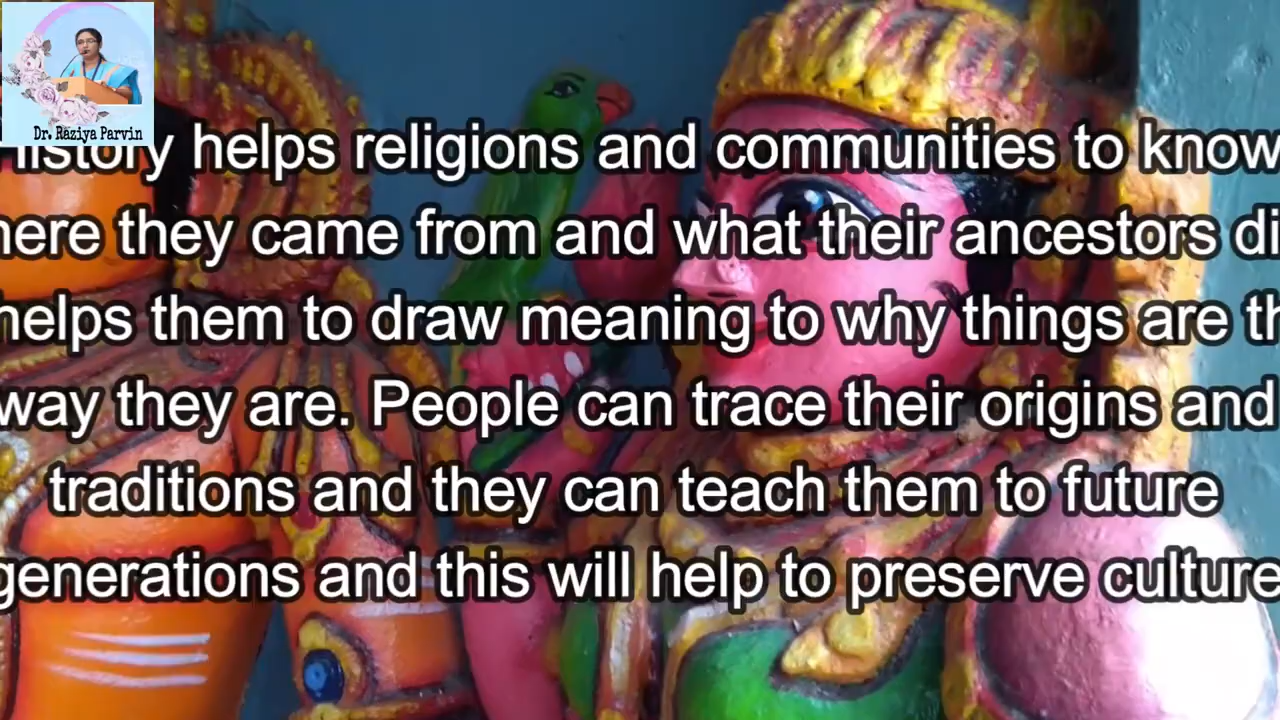 Dr. Raziya Parvin
History helps religions and communities to know
here they came from and what their ancestors di
helps them to draw meaning to why things are th
way they are. People can trace their origins and
traditions and they can teach them to future
generations and this will help to preserve culture